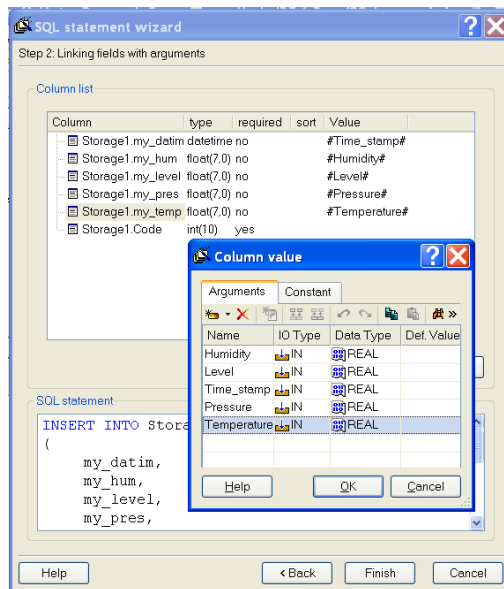 SQL statement wizard
Step 2: Linking fields with arguments
Column list
Column type required sort Value
Storage1.my_datim datetime no #Time_stamp#
Storage1.my_hum float(7,0) no #Humidity#
Storage1.my_level float(7,0) no #Level#
Storage1.my_pres float(7,0) no #Pressure#
Storage1.my_temp float(7,0) no #Temperature#
Storage1.Code int(10) yes
Column value
Arguments Constant
Name IO Type Data Type Def. Value
Humidity IN REAL
Level IN REAL
Time_stamp IN REAL
Pressure IN REAL
Temperature IN REAL
Help OK Cancel
SQL statement
INSERT INTO Stora
(
my_datim,
my_hum,
my_level,
my_pres,
Help < Back Finish Cancel